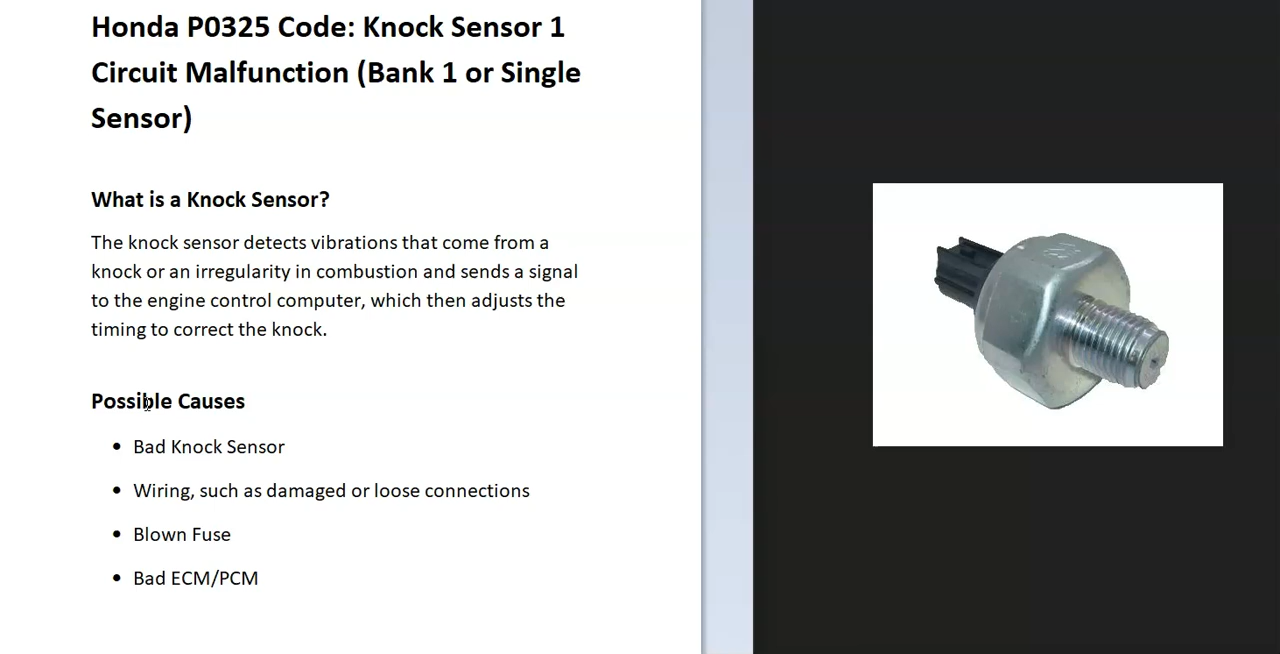 Honda P0325 Code: Knock Sensor 1
Circuit Malfunction (Bank 1 or Single
Sensor)
What is a Knock Sensor?
The knock sensor detects vibrations that come from a
knock or an irregularity in combustion and sends a signal
to the engine control computer, which then adjusts the
timing to correct the knock.
Possible Causes
• Bad Knock Sensor
• Wiring, such as damaged or loose connections
• Blown Fuse
• Bad ECM/PCM